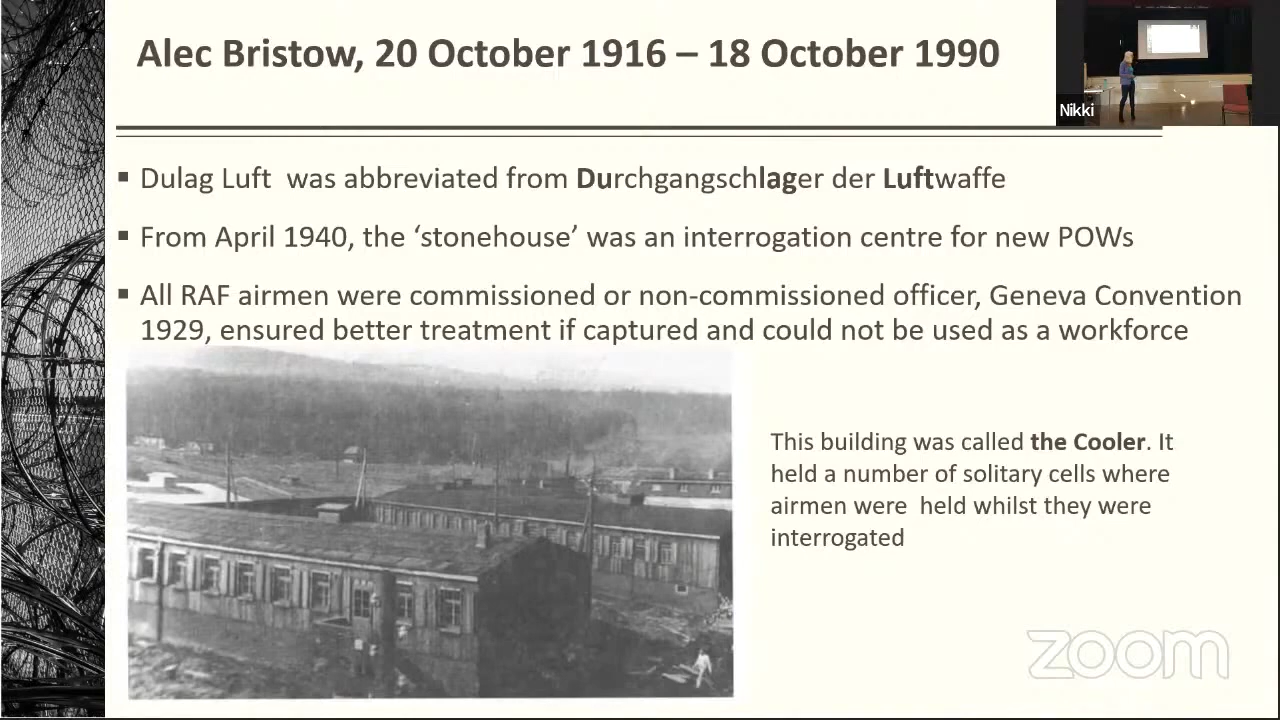 Alec Bristow, 20 October 1916 – 18 October 1990
Nikki
▪ Dulag Luft was abbreviated from Durchgangschlager der Luftwaffe
▪ From April 1940, the ‘stonehouse’ was an interrogation centre for new POWs
▪ All RAF airmen were commissioned or non-commissioned officer, Geneva Convention
1929, ensured better treatment if captured and could not be used as a workforce
This building was called the Cooler. It
held a number of solitary cells where
airmen were held whilst they were
interrogated
zoom